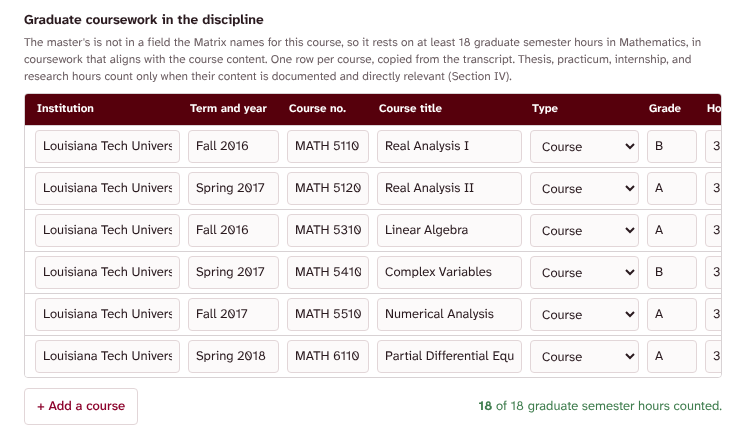 Graduate coursework in the discipline
The master's is not in a field the Matrix names for this course, so it rests on at least 18 graduate semester hours in Mathematics, in
coursework that aligns with the course content. One row per course, copied from the transcript. Thesis, practicum, internship, and
research hours count only when their content is documented and directly relevant (Section IV).
Institution Term and year Course no. Course title Type Grade Ho
Louisiana Tech Univers Fall 2016 MATH 5110 Real Analysis I Course B 3
Louisiana Tech Univers Spring 2017 MATH 5120 Real Analysis II Course A 3
Louisiana Tech Univers Fall 2016 MATH 5310 Linear Algebra Course A 3
Louisiana Tech Univers Spring 2017 MATH 5410 Complex Variables Course B 3
Louisiana Tech Univers Fall 2017 MATH 5510 Numerical Analysis Course A 3
Louisiana Tech Univers Spring 2018 MATH 6110 Partial Differential Equ Course A 3
+ Add a course 18 of 18 graduate semester hours counted.